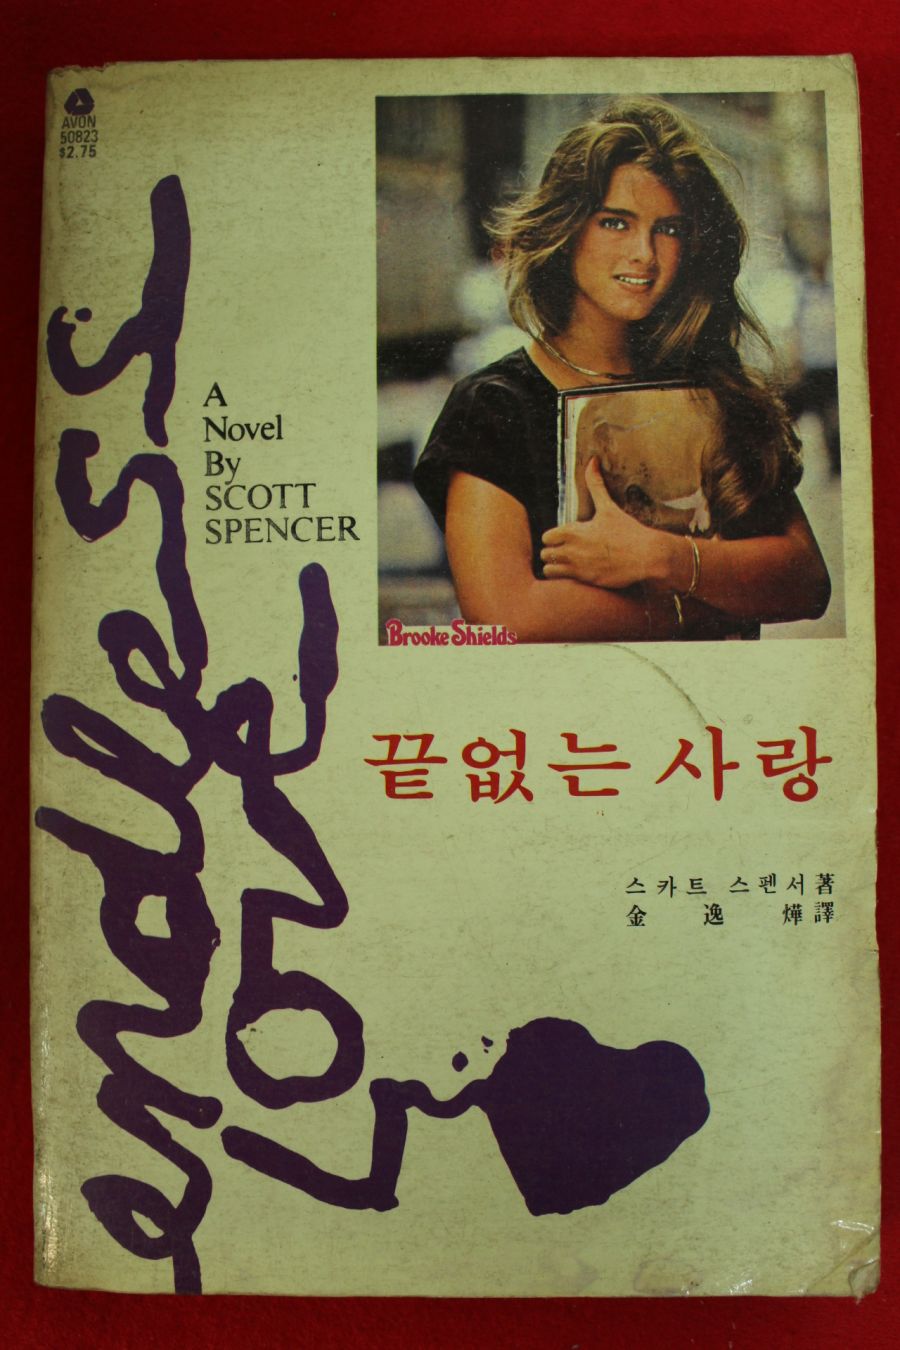 AVON
50823
$2.75
endless love
A
Novel
By
SCOTT
SPENCER
Brooke Shields
끝없는 사랑
스카트 스펜서 著
金逸燁 譯